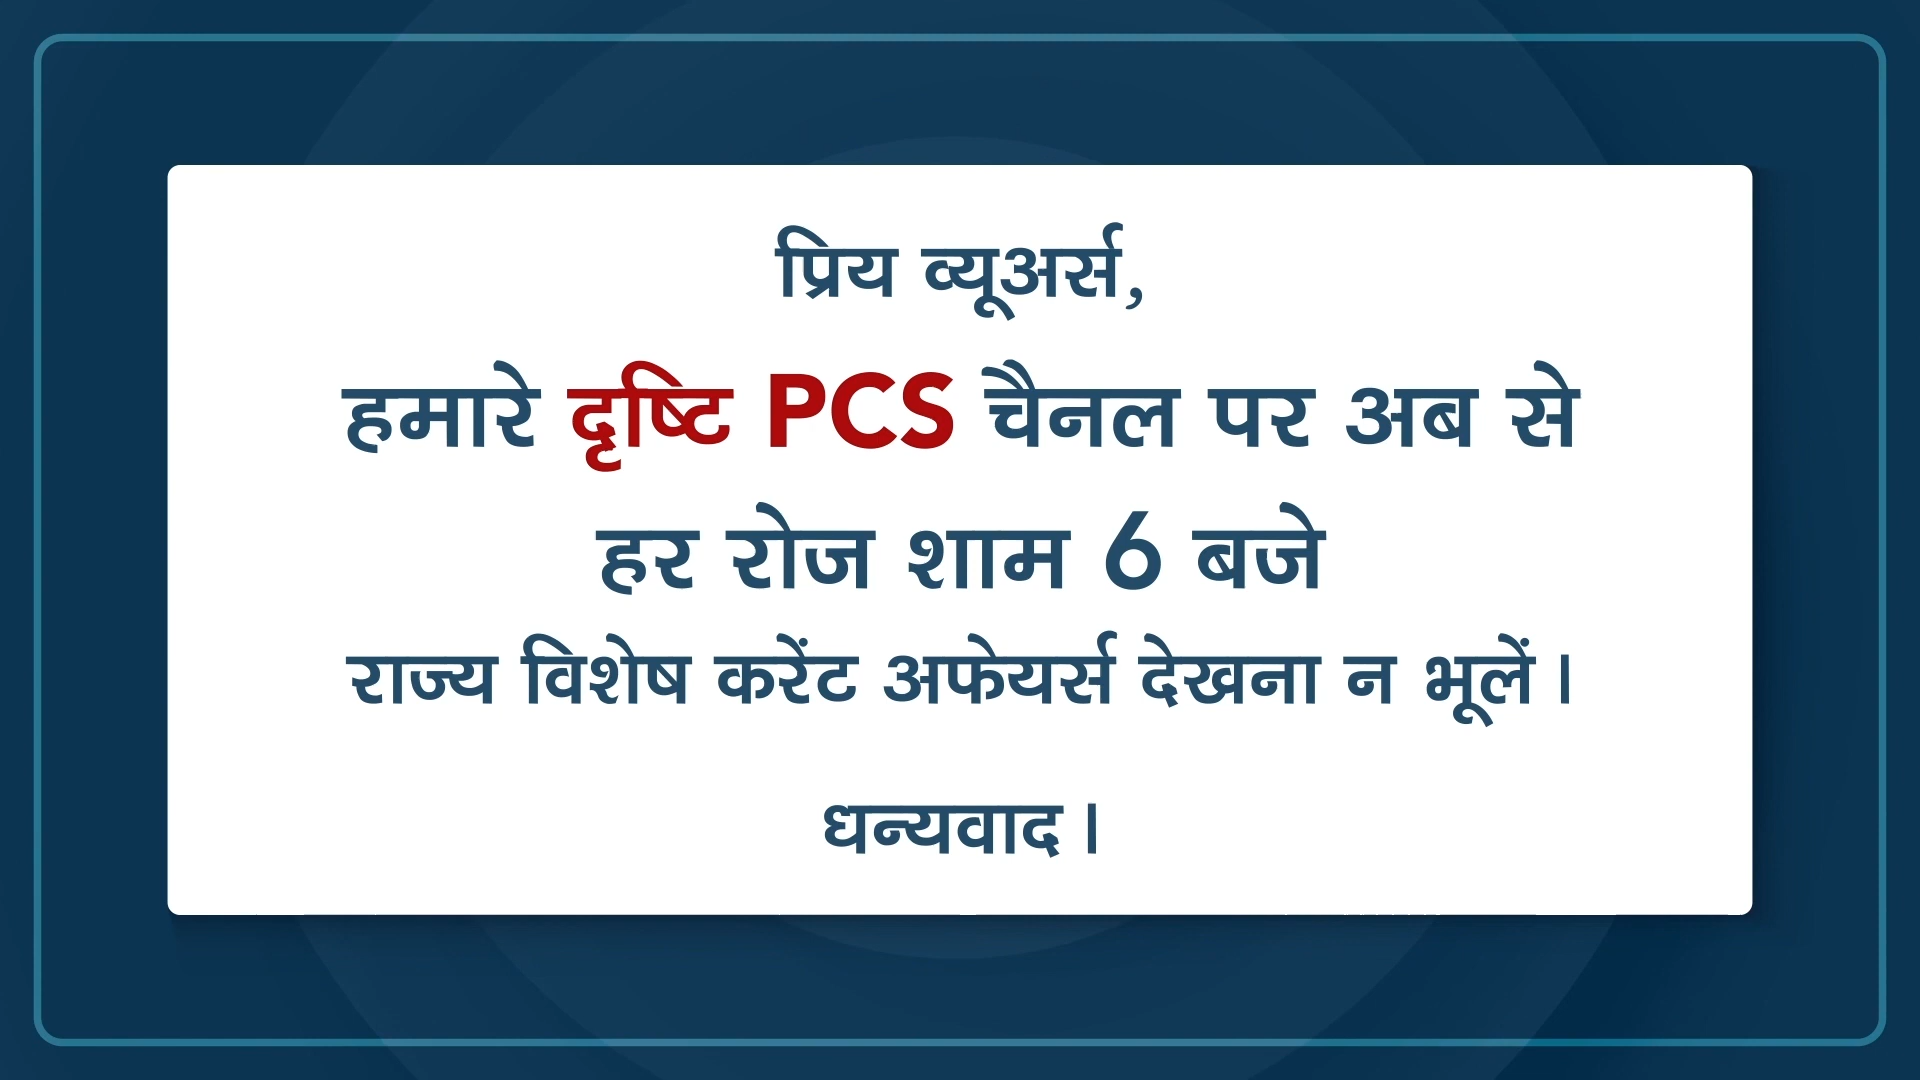 प्रिय व्यूअर्स,
हमारे दृष्टि PCS चैनल पर अब से
हर रोज शाम 6 बजे
राज्य विशेष करेंट अफेयर्स देखना न भूलें।
धन्यवाद।